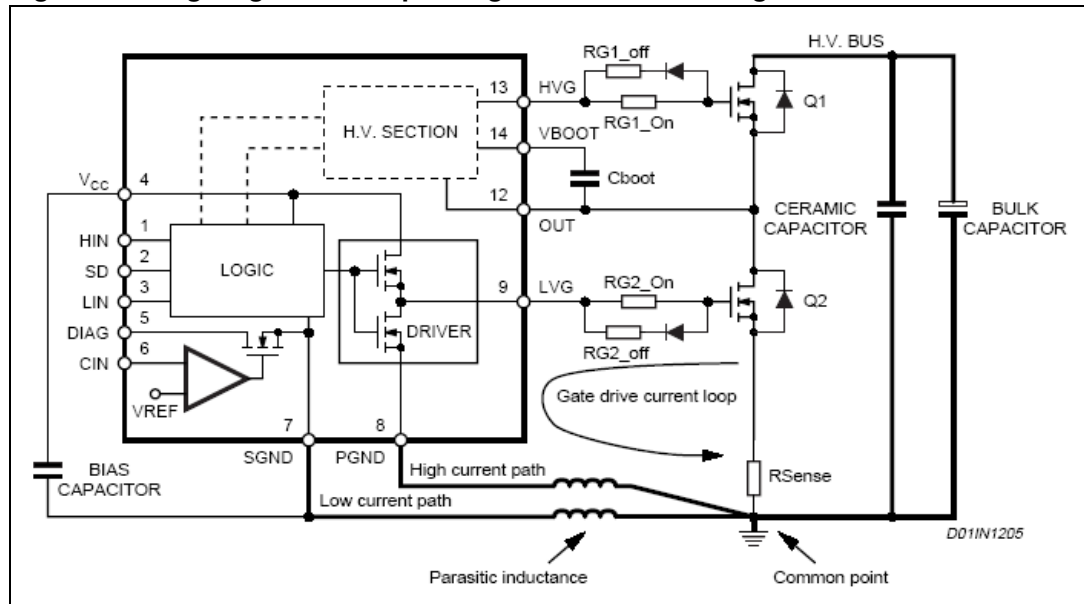 H.V. BUS
RG1_off
13
HVG
Q1
RG1_On
H.V. SECTION
14
VBOOT
Cboot
VCC
4
12
OUT
CERAMIC
CAPACITOR
BULK
CAPACITOR
HIN
1
SD
2
LOGIC
LIN
3
9
LVG
RG2_On
Q2
DIAG
5
DRIVER
RG2_off
CIN
6
VREF
Gate drive current loop
7
8
SGND
PGND
BIAS
CAPACITOR
High current path
RSense
Low current path
D01IN1205
Parasitic inductance
Common point